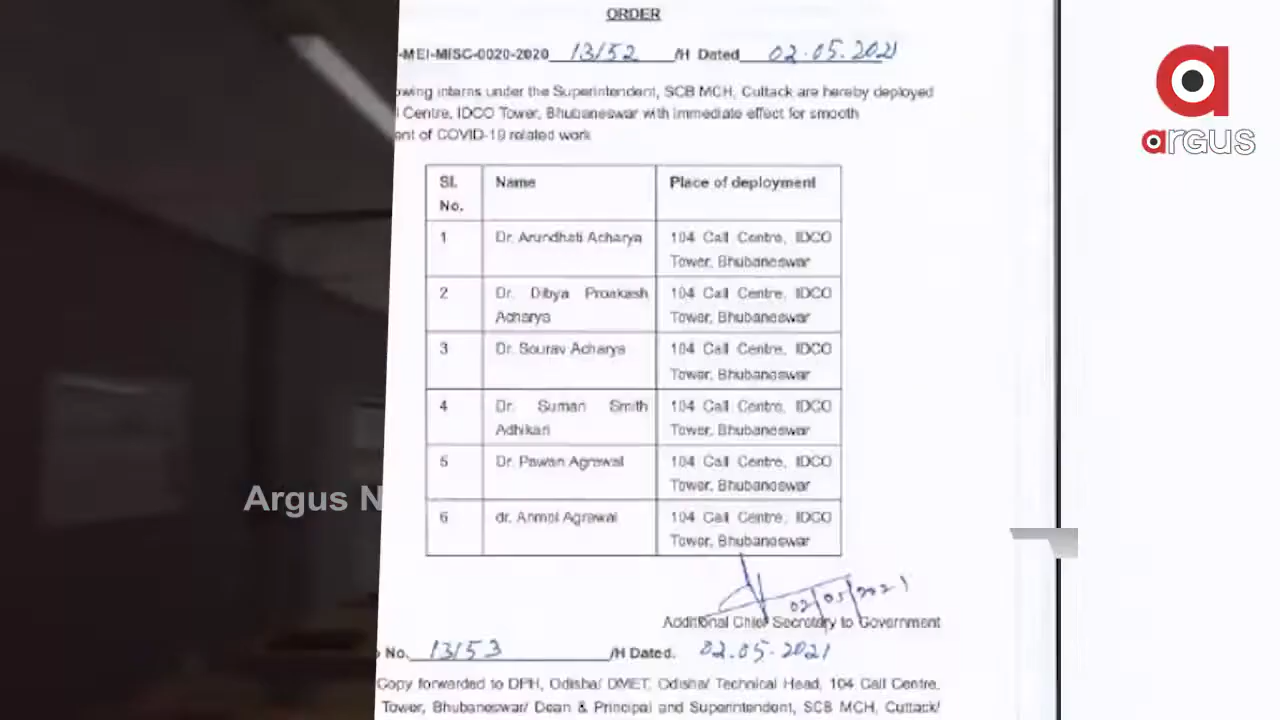 ORDER
-MEI-MISC-0020-2020 13152 /H Dated 02.05.2021
owing interns under the Superintendent, SCB MCH, Cuttack are hereby deployed
l Centre, IDCO Tower, Bhubaneswar with immediate effect for smooth
ent of COVID-19 related work
Sl. No. Name Place of deployment
1 Dr. Arundhati Acharya 104 Call Centre, IDCO
Tower, Bhubaneswar
2 Dr. Dibya Proakash 104 Call Centre, IDCO
Acharya Tower, Bhubaneswar
3 Dr. Sourav Acharya 104 Call Centre, IDCO
Tower, Bhubaneswar
4 Dr. Suman Smith 104 Call Centre, IDCO
Adhikari Tower, Bhubaneswar
5 Dr. Pawan Agrawal 104 Call Centre, IDCO
Tower, Bhubaneswar
6 dr. Anmol Agrawal 104 Call Centre, IDCO
Tower, Bhubaneswar
02/05/2021
Additional Chief Secretary to Government
No. 13153 /H Dated. 02.05.2021
Copy forwarded to DPH, Odisha/ DMET, Odisha/ Technical Head, 104 Call Centre,
Tower, Bhubaneswar/ Dean & Principal and Superintendent, SCB MCH, Cuttack/
argus
Argus N